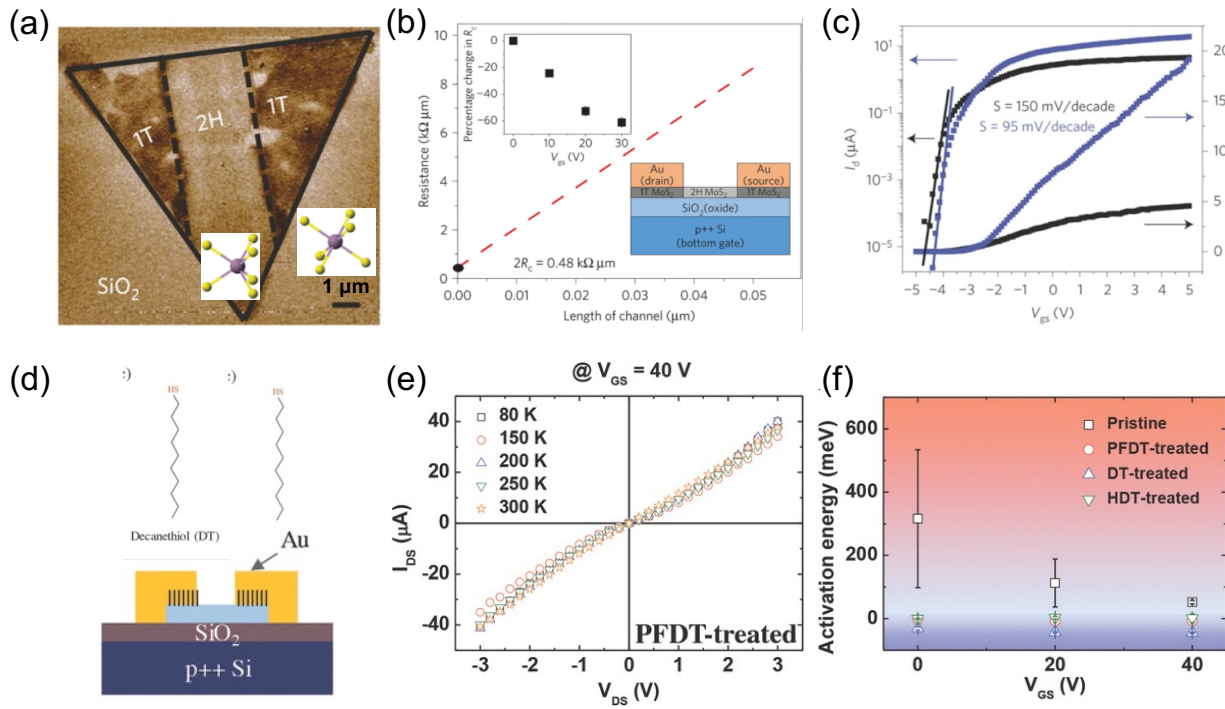 (a)
1T
2H
1T
SiO2
1 μm
(b)
Resistance (kΩ μm)
10
8
6
4
2
0
0.00
0.01
0.02
0.03
0.04
0.05
Length of channel (μm)
2Rc = 0.48 kΩ μm
Percentage change in Rc
0
−20
−40
−60
0
10
20
30
Vgs (V)
Au
(drain)
Au
(source)
1T MoS2
2H MoS2
1T MoS2
SiO2(oxide)
p++ Si
(bottom gate)
(c)
Id (μA)
10^1
10^−1
10^−3
10^−5
S = 150 mV/decade
S = 95 mV/decade
20
15
10
5
0
−5
−4
−3
−2
−1
0
1
2
3
4
5
Vgs (V)
(d)
:)
:)
HS
HS
Decanethiol (DT)
Au
SiO2
p++ Si
(e)
@ VGS = 40 V
IDS (μA)
40
20
0
-20
-40
80 K
150 K
200 K
250 K
300 K
PFDT-treated
-3
-2
-1
0
1
2
3
VDS (V)
(f)
Activation energy (meV)
600
400
200
0
Pristine
PFDT-treated
DT-treated
HDT-treated
0
20
40
VGS (V)